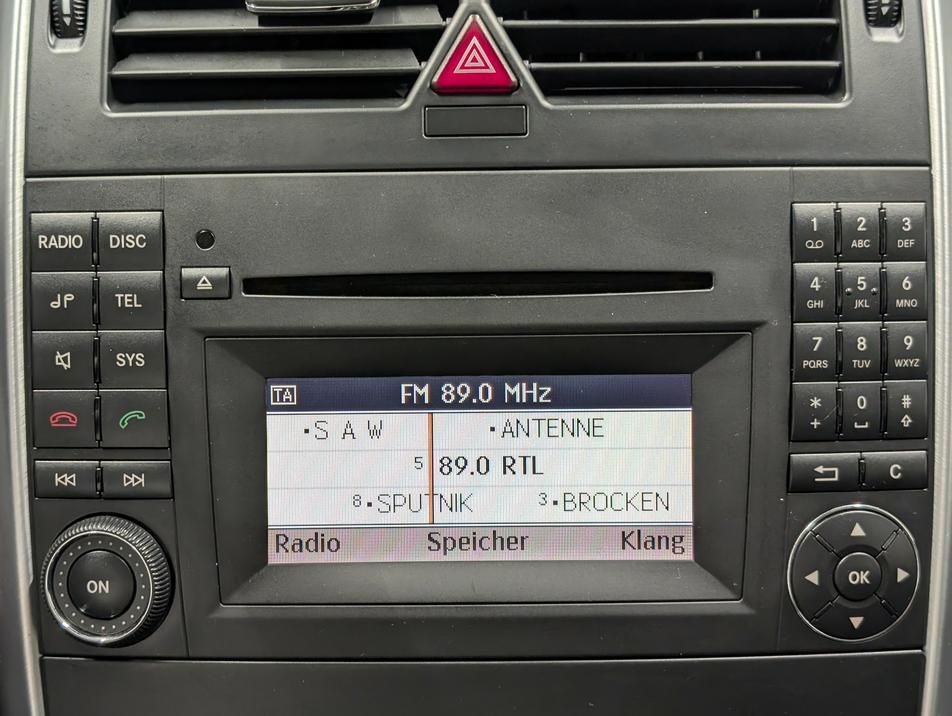 RADIO DISC
TEL
SYS
ON
TA FM 89.0 MHz
S A W ANTENNE
5 89.0 RTL
8 SPUTNIK 3 BROCKEN
Radio Speicher Klang
1 2 ABC 3 DEF
4 GHI 5 JKL 6 MNO
7 PQRS 8 TUV 9 WXYZ
* + 0 #
C
OK